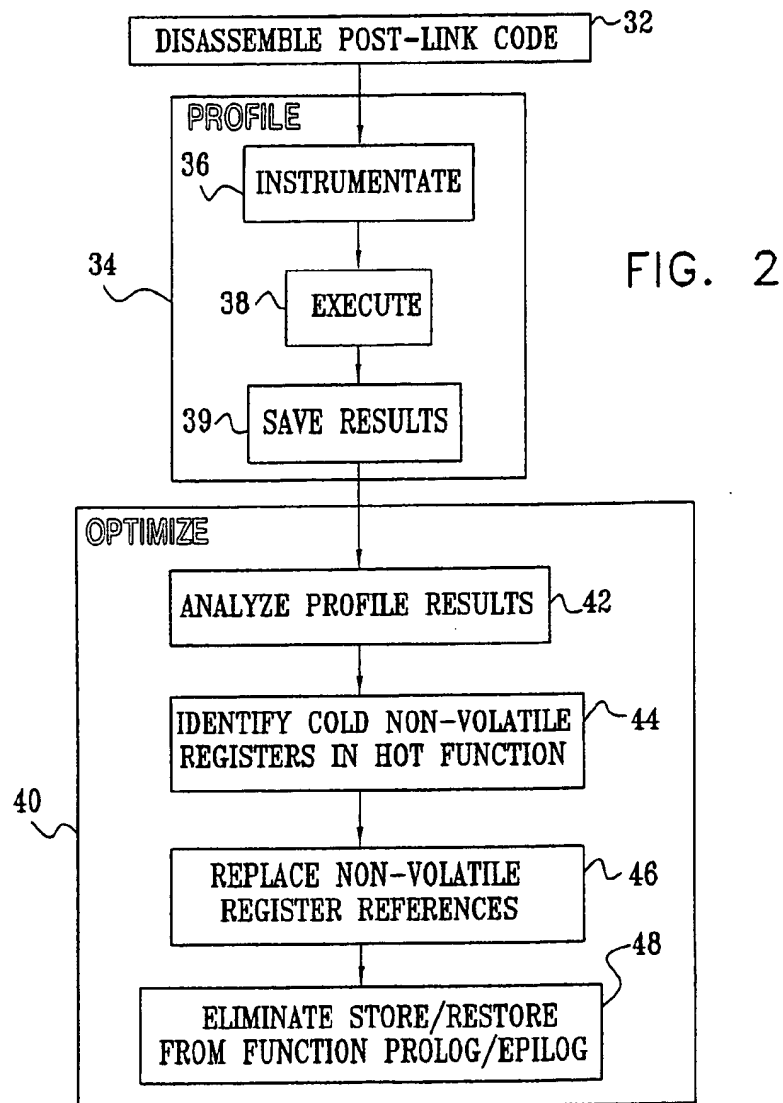 DISASSEMBLE POST-LINK CODE
32
PROFILE
36
INSTRUMENTATE
34
38
EXECUTE
FIG. 2
39
SAVE RESULTS
OPTIMIZE
ANALYZE PROFILE RESULTS
42
IDENTIFY COLD NON-VOLATILE
REGISTERS IN HOT FUNCTION
44
40
REPLACE NON-VOLATILE
REGISTER REFERENCES
46
48
ELIMINATE STORE/RESTORE
FROM FUNCTION PROLOG/EPILOG